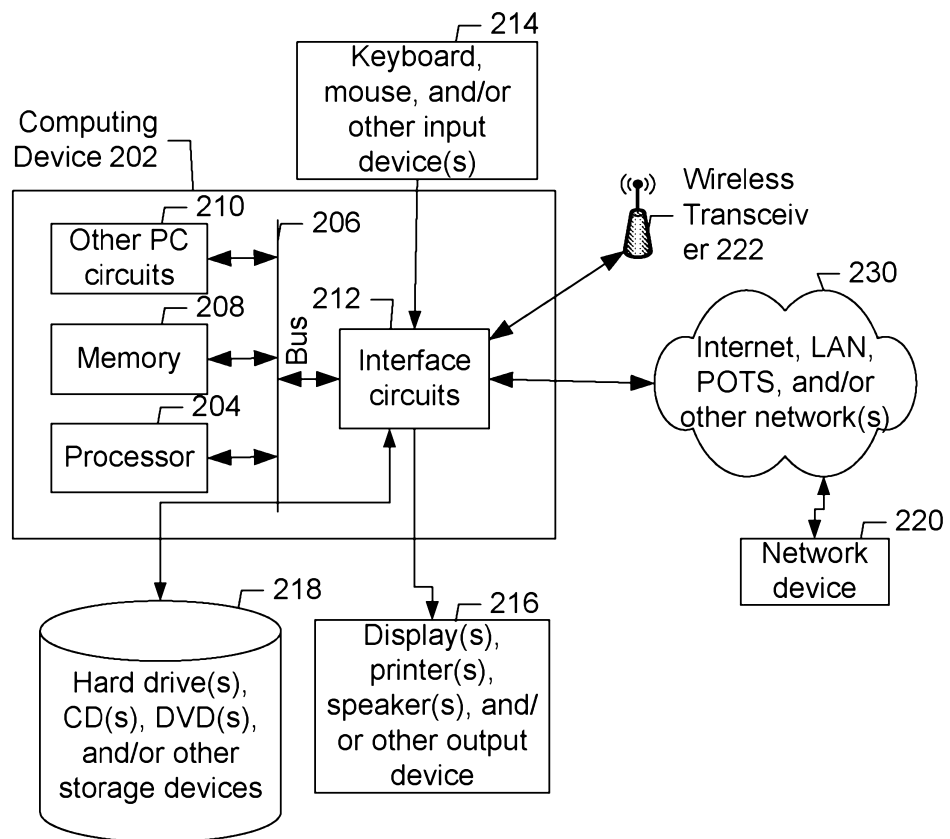 214
Keyboard,
mouse, and/or
other input
device(s)
Computing
Device 202
210
Other PC
circuits
206
208
Memory
204
Processor
Bus
212
Interface
circuits
Wireless
Transceiv
er 222
230
Internet, LAN,
POTS, and/or
other network(s)
220
Network
device
218
Hard drive(s),
CD(s), DVD(s),
and/or other
storage devices
216
Display(s),
printer(s),
speaker(s), and/
or other output
device